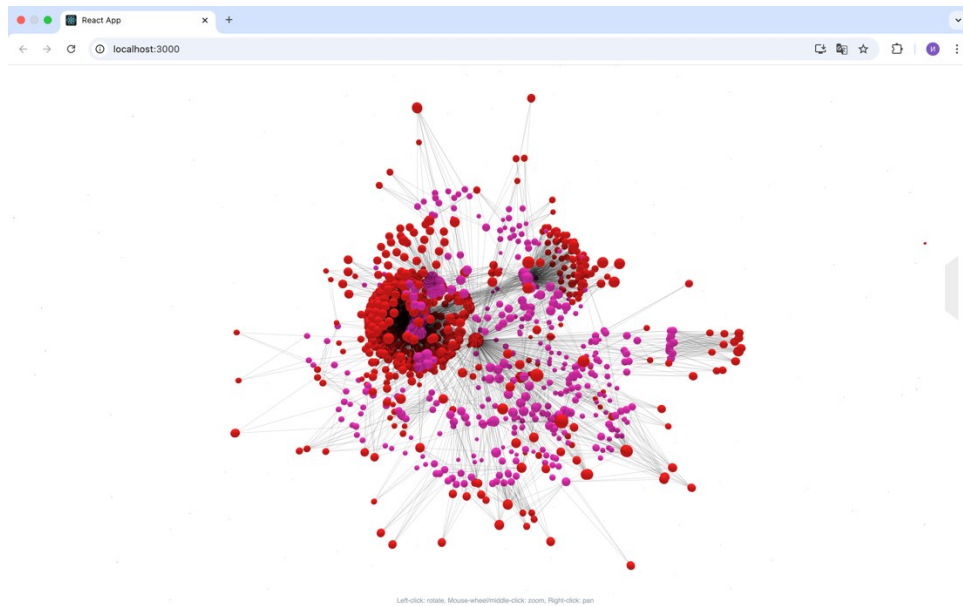 React App
localhost:3000
И
Left-click: rotate, Mouse-wheel/middle-click: zoom, Right-click: pan